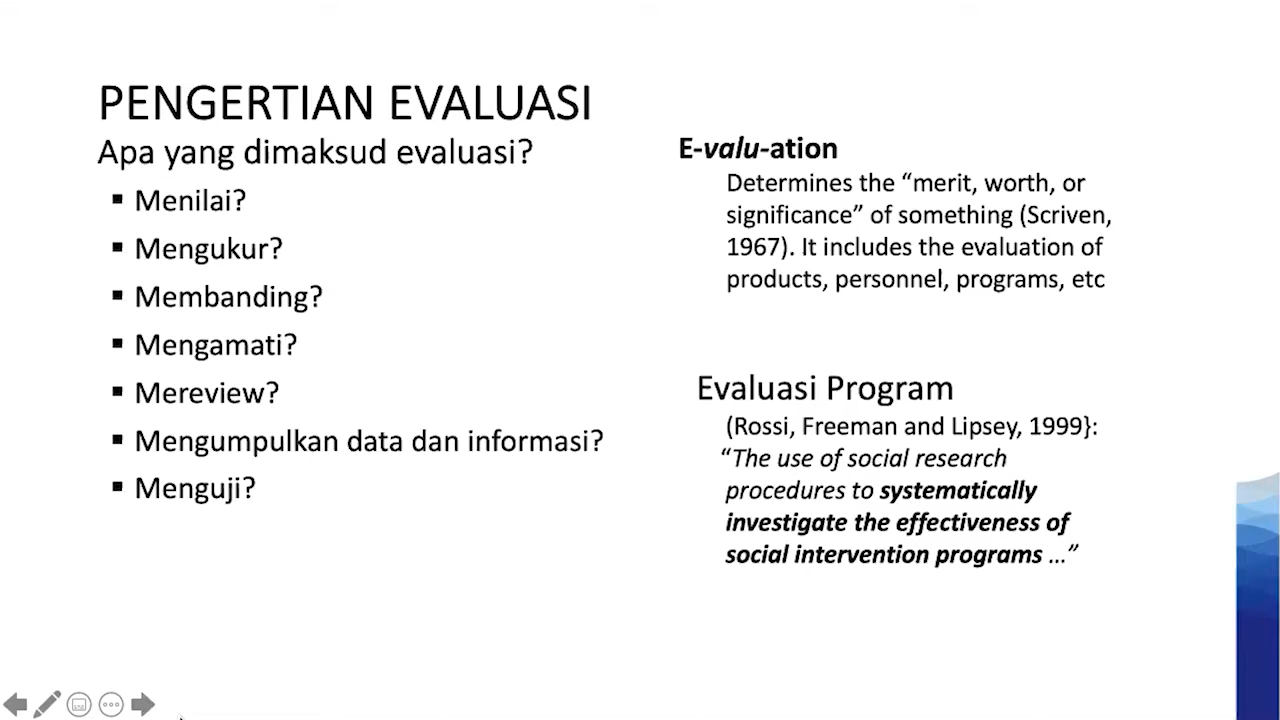 PENGERTIAN EVALUASI
Apa yang dimaksud evaluasi?
▪ Menilai?
▪ Mengukur?
▪ Membanding?
▪ Mengamati?
▪ Mereview?
▪ Mengumpulkan data dan informasi?
▪ Menguji?
E-valu-ation
Determines the “merit, worth, or
significance” of something (Scriven,
1967). It includes the evaluation of
products, personnel, programs, etc
Evaluasi Program
(Rossi, Freeman and Lipsey, 1999}:
“The use of social research
procedures to systematically
investigate the effectiveness of
social intervention programs …”